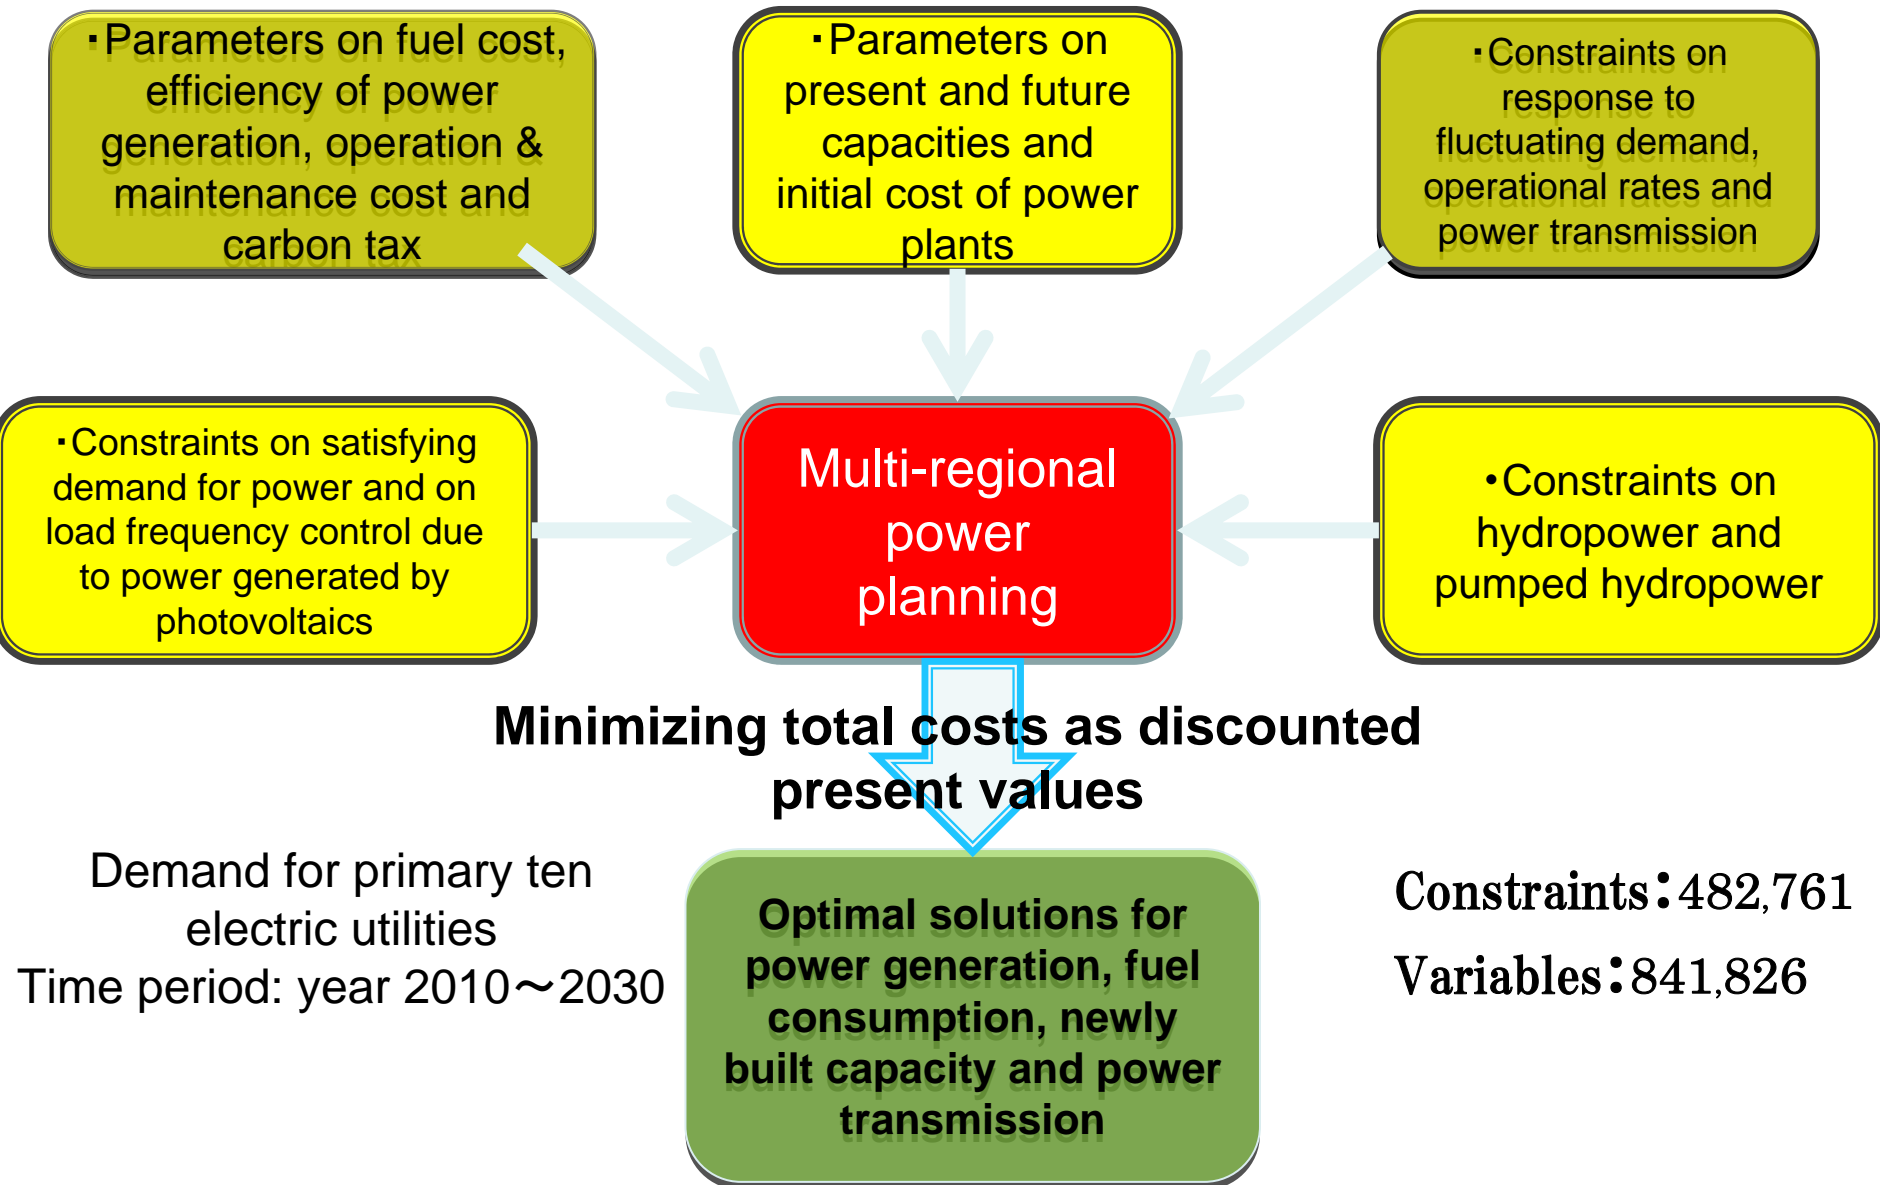 ･Parameters on fuel cost,
efficiency of power
generation, operation &
maintenance cost and
carbon tax
･Parameters on
present and future
capacities and
initial cost of power
plants
･Constraints on
response to
fluctuating demand,
operational rates and
power transmission
･Constraints on satisfying
demand for power and on
load frequency control due
to power generated by
photovoltaics
Multi-regional
power
planning
•Constraints on
hydropower and
pumped hydropower
Minimizing total costs as discounted
present values
Demand for primary ten
electric utilities
Time period: year 2010～2030
Optimal solutions for
power generation, fuel
consumption, newly
built capacity and power
transmission
Constraints：482,761
Variables：841,826